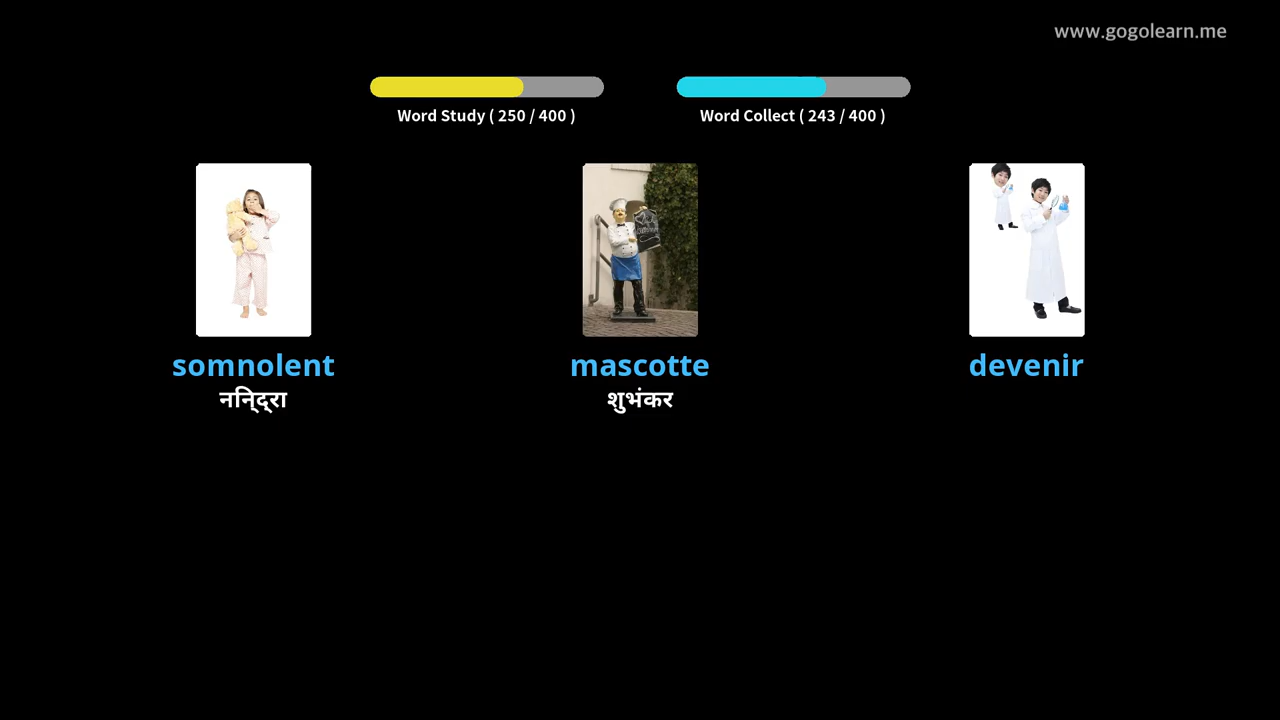 www.gogolearn.me
Word Study ( 250 / 400 )
Word Collect ( 243 / 400 )
somnolent
ननि्द्रा
mascotte
शुभंकर
devenir